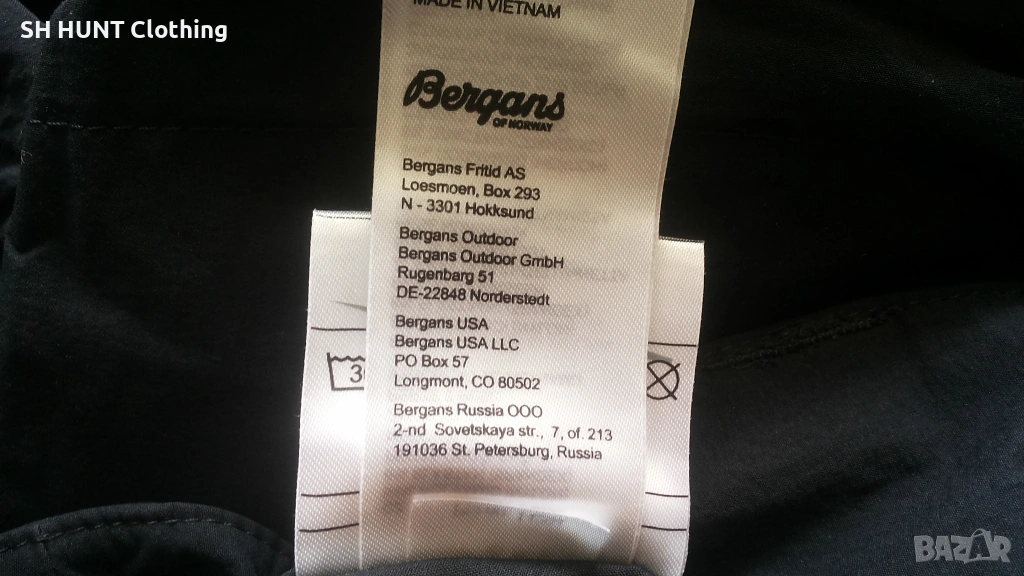 SH HUNT Clothing
MADE IN VIETNAM
Bergans
OF NORWAY
Bergans Fritid AS
Loesmoen, Box 293
N - 3301 Hokksund
Bergans Outdoor
Bergans Outdoor GmbH
Rugenbarg 51
DE-22848 Norderstedt
Bergans USA
Bergans USA LLC
PO Box 57
Longmont, CO 80502
Bergans Russia OOO
2-nd Sovetskaya str., 7, of. 213
191036 St. Petersburg, Russia
BAZAR